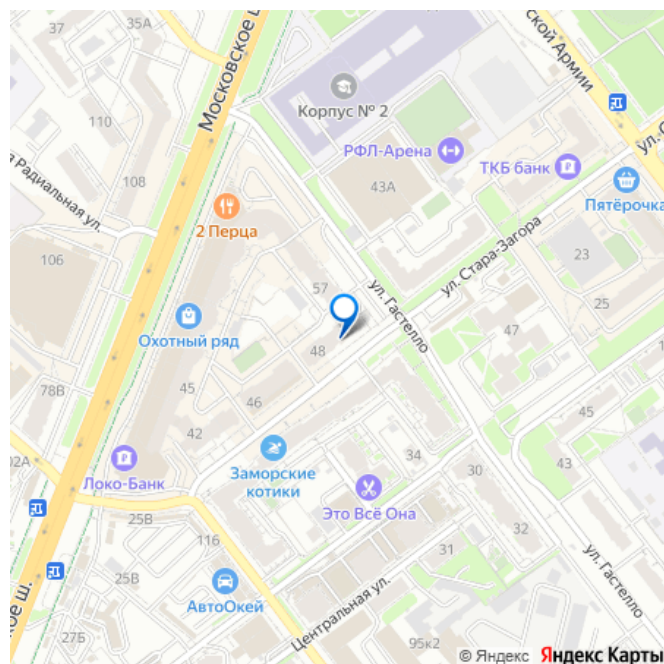 Московское ш
ской Армии
Корпус № 2
110
ул. С
РФЛ-Арена
ТКБ банк
108
43А
Пятёрочка
Радиальная ул.
2 Перца
ул. Стара-Загора
23
106
57
ул. Гастелло
25
Охотный ряд
47
48
78В
45
46
45
42
34
43
Заморские
котики
30
02А
Локо-Банк
Это Всё Она
25В
116
32
31
ул. Гастелло
25В
АвтоОкей
Центральная ул.
ое ш.
27Б
95к2
© Яндекс Яндекс Карты